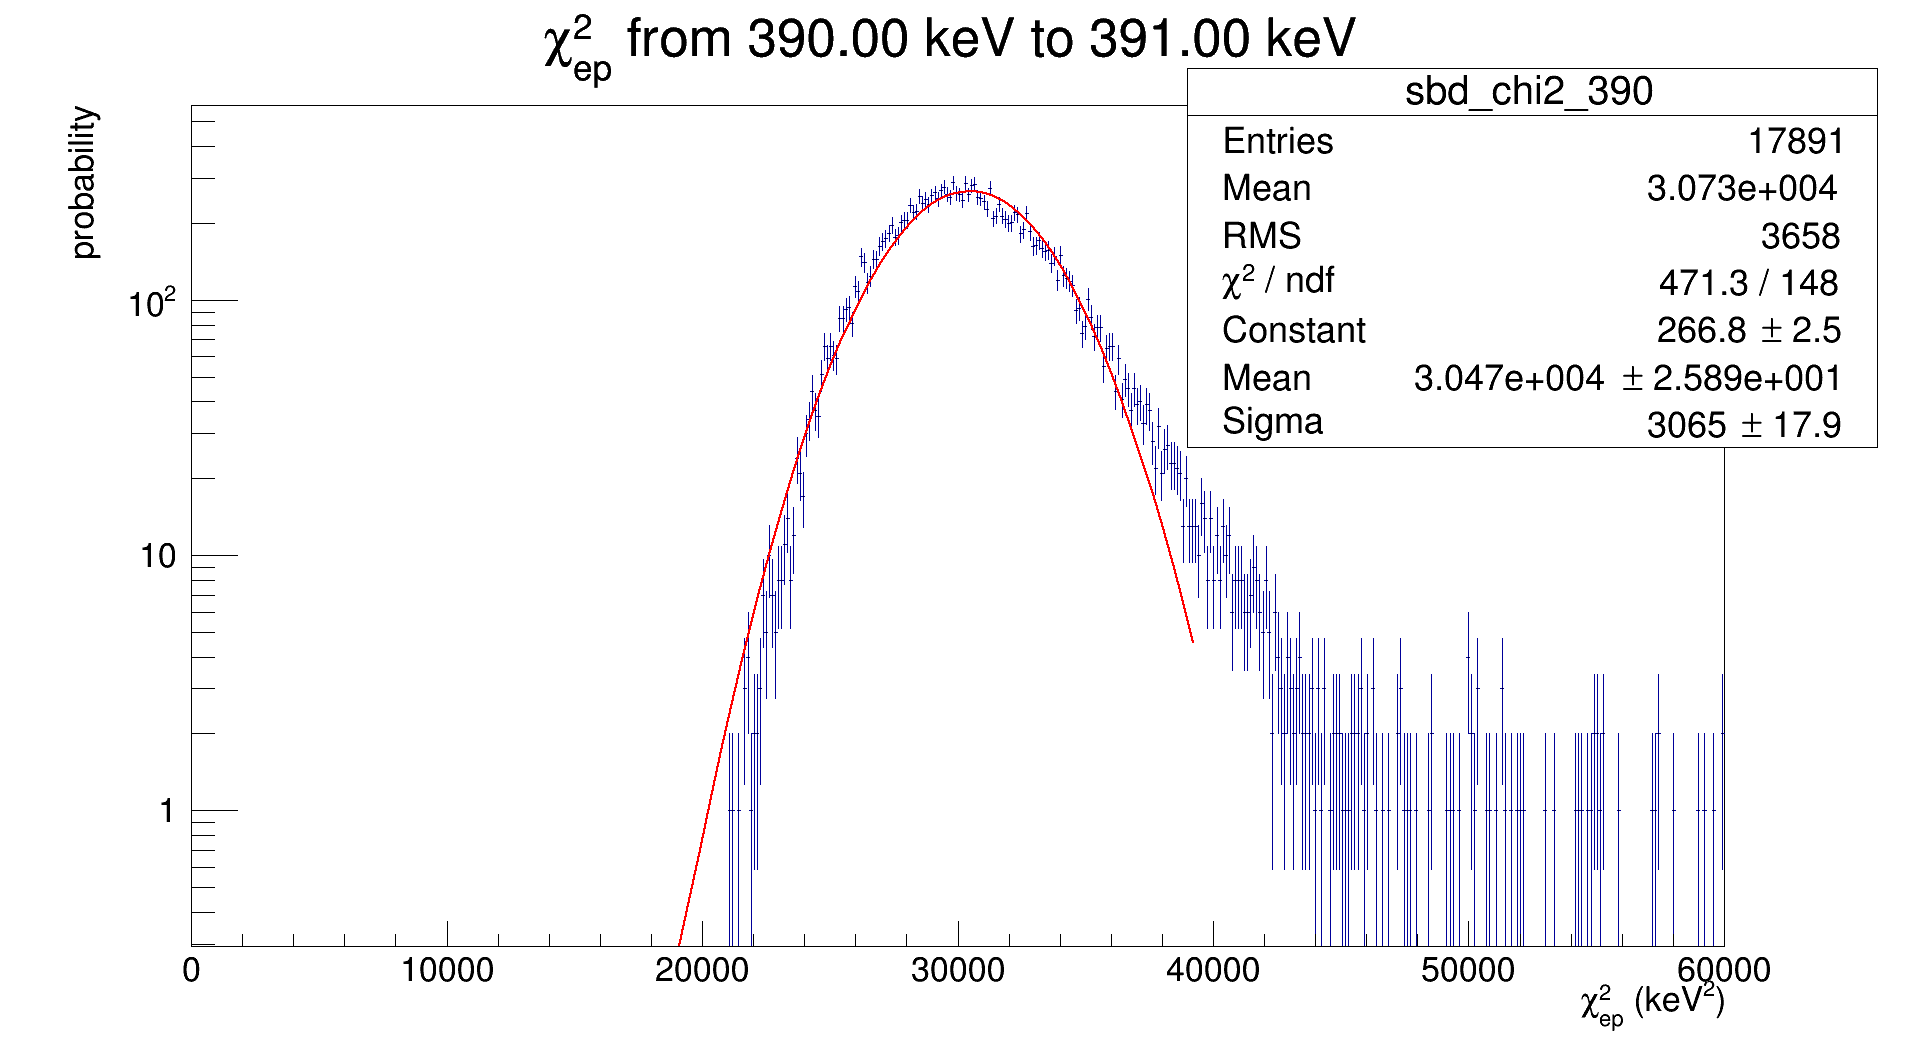 χ²ep from 390.00 keV to 391.00 keV
sbd_chi2_390
Entries 17891
Mean 3.073e+004
RMS 3658
χ² / ndf 471.3 / 148
Constant 266.8 ± 2.5
Mean 3.047e+004 ± 2.589e+001
Sigma 3065 ± 17.9
probability
10²
10
1
0 10000 20000 30000 40000 50000 60000
χ²ep (keV²)